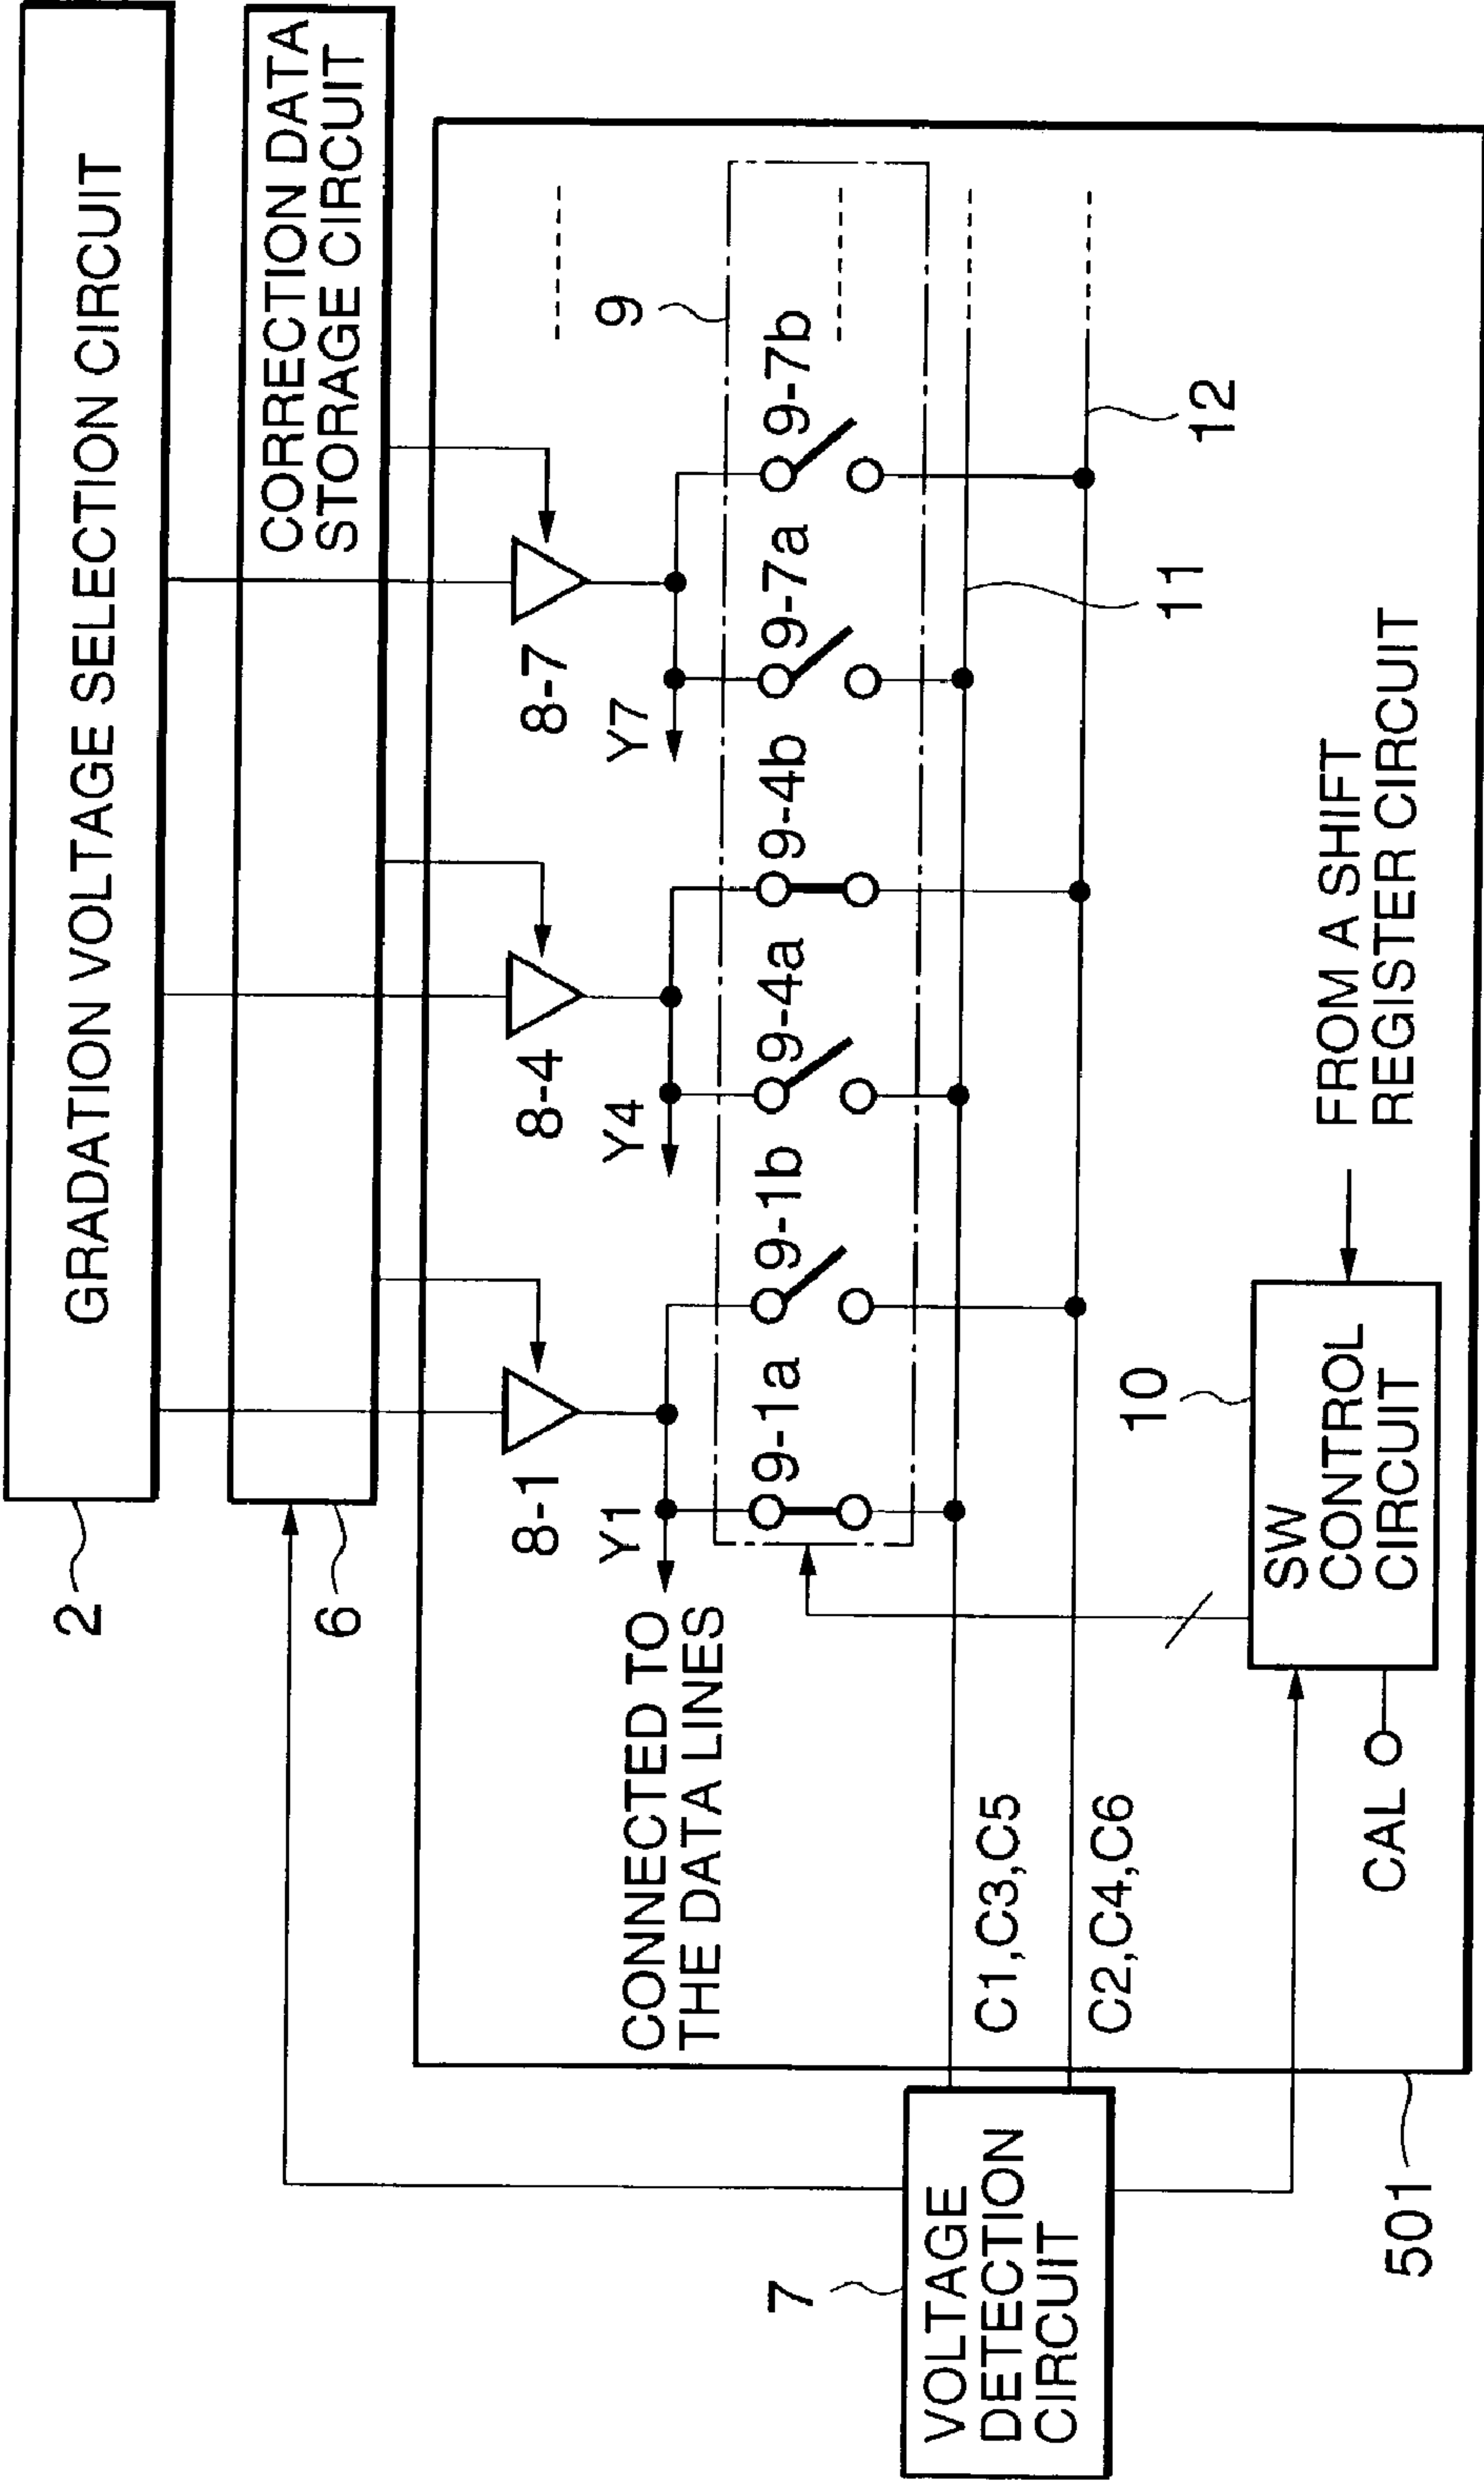 GRADATION VOLTAGE SELECTION CIRCUIT
2
CORRECTION DATA
STORAGE CIRCUIT
6
8-1
8-4
8-7
Y1
Y4
Y7
9
CONNECTED TO
THE DATA LINES
9-1a
9-1b
9-4a
9-4b
9-7a
9-7b
7
VOLTAGE
DETECTION
CIRCUIT
C1,C3,C5
C2,C4,C6
11
12
10
SW
CONTROL
CIRCUIT
FROM A SHIFT
REGISTER CIRCUIT
CAL
501